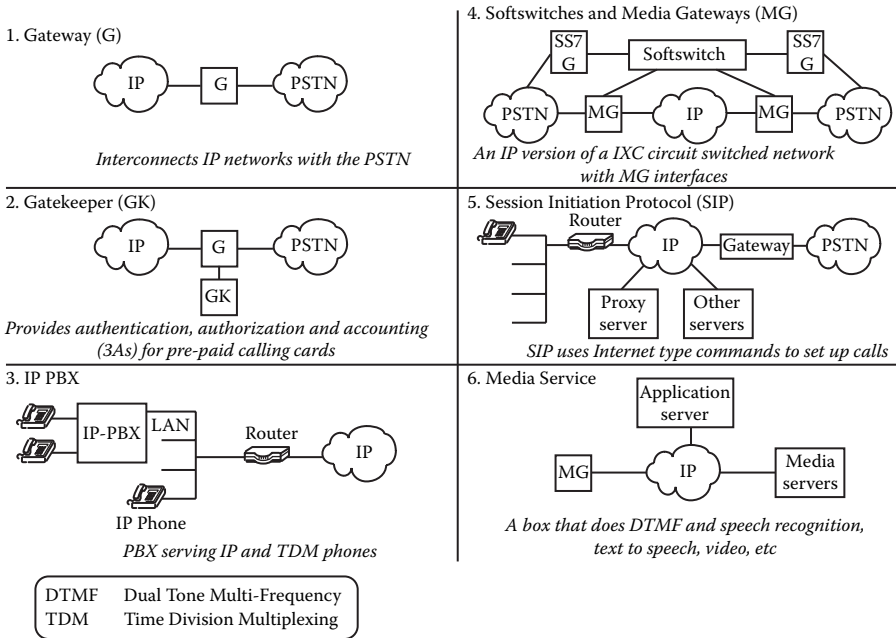 1. Gateway (G)
IP
G
PSTN
Interconnects IP networks with the PSTN
2. Gatekeeper (GK)
IP
G
PSTN
GK
Provides authentication, authorization and accounting
(3As) for pre-paid calling cards
3. IP PBX
IP-PBX
LAN
Router
IP
IP Phone
PBX serving IP and TDM phones
4. Softswitches and Media Gateways (MG)
SS7
G
Softswitch
SS7
G
PSTN
MG
IP
MG
PSTN
An IP version of a IXC circuit switched network
with MG interfaces
5. Session Initiation Protocol (SIP)
Router
IP
Gateway
PSTN
Proxy
server
Other
servers
SIP uses Internet type commands to set up calls
6. Media Service
Application
server
MG
IP
Media
servers
A box that does DTMF and speech recognition,
text to speech, video, etc
DTMF Dual Tone Multi-Frequency
TDM Time Division Multiplexing